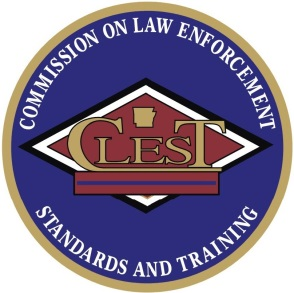 COMMISSION ON LAW ENFORCEMENT
CLEST
STANDARDS AND TRAINING